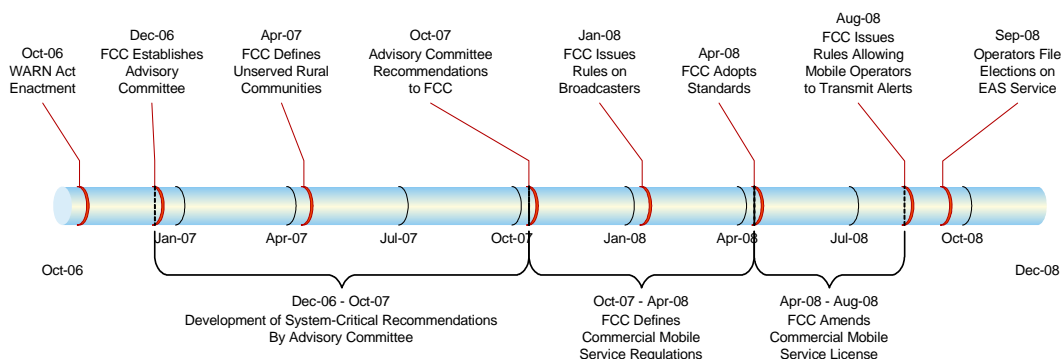 Oct-06
WARN Act
Enactment
Dec-06
FCC Establishes
Advisory
Committee
Apr-07
FCC Defines
Unserved Rural
Communities
Oct-07
Advisory Committee
Recommendations
to FCC
Jan-08
FCC Issues
Rules on
Broadcasters
Apr-08
FCC Adopts
Standards
Aug-08
FCC Issues
Rules Allowing
Mobile Operators
to Transmit Alerts
Sep-08
Operators File
Elections on
EAS Service
Jan-07
Apr-07
Jul-07
Oct-07
Jan-08
Apr-08
Jul-08
Oct-08
Oct-06
Dec-08
Dec-06 - Oct-07
Development of System-Critical Recommendations
By Advisory Committee
Oct-07 - Apr-08
FCC Defines
Commercial Mobile
Service Regulations
Apr-08 - Aug-08
FCC Amends
Commercial Mobile
Service License